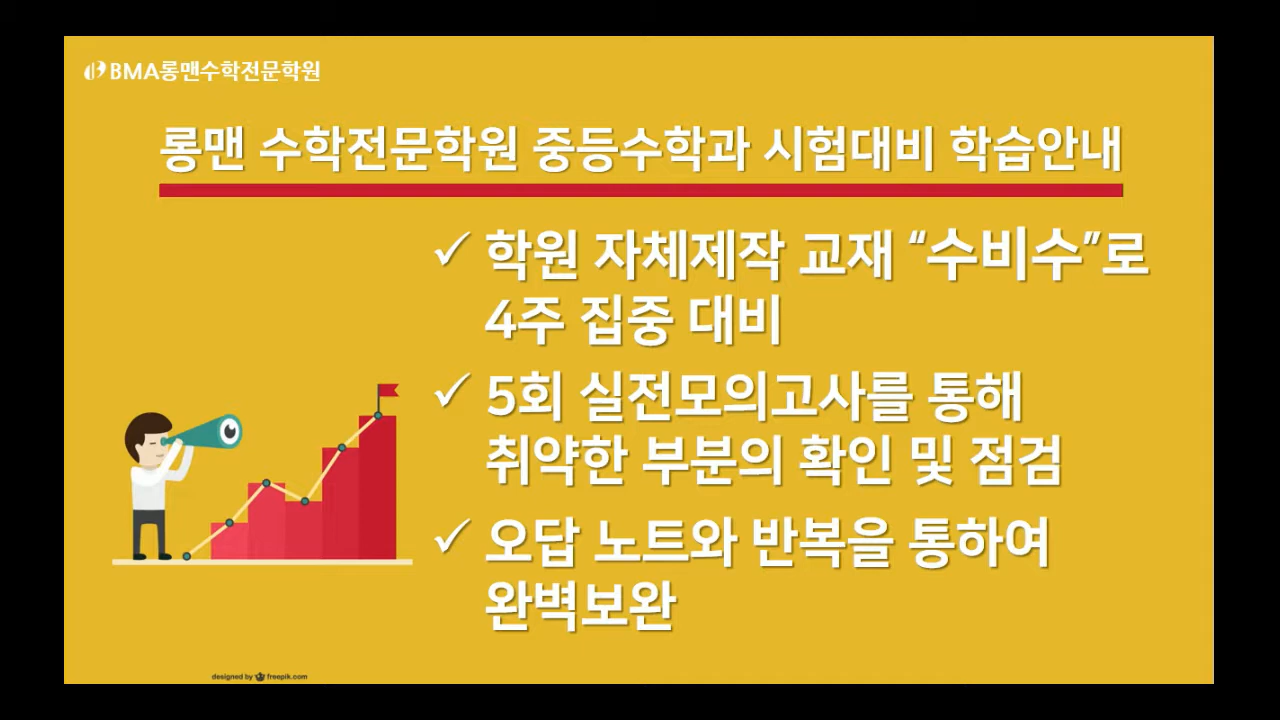 BMA롱맨수학전문학원
롱맨 수학전문학원 중등수학과 시험대비 학습안내
✓ 학원 자체제작 교재 “수비수”로
4주 집중 대비
✓ 5회 실전모의고사를 통해
취약한 부분의 확인 및 점검
✓ 오답 노트와 반복을 통하여
완벽보완
designed by freepik.com